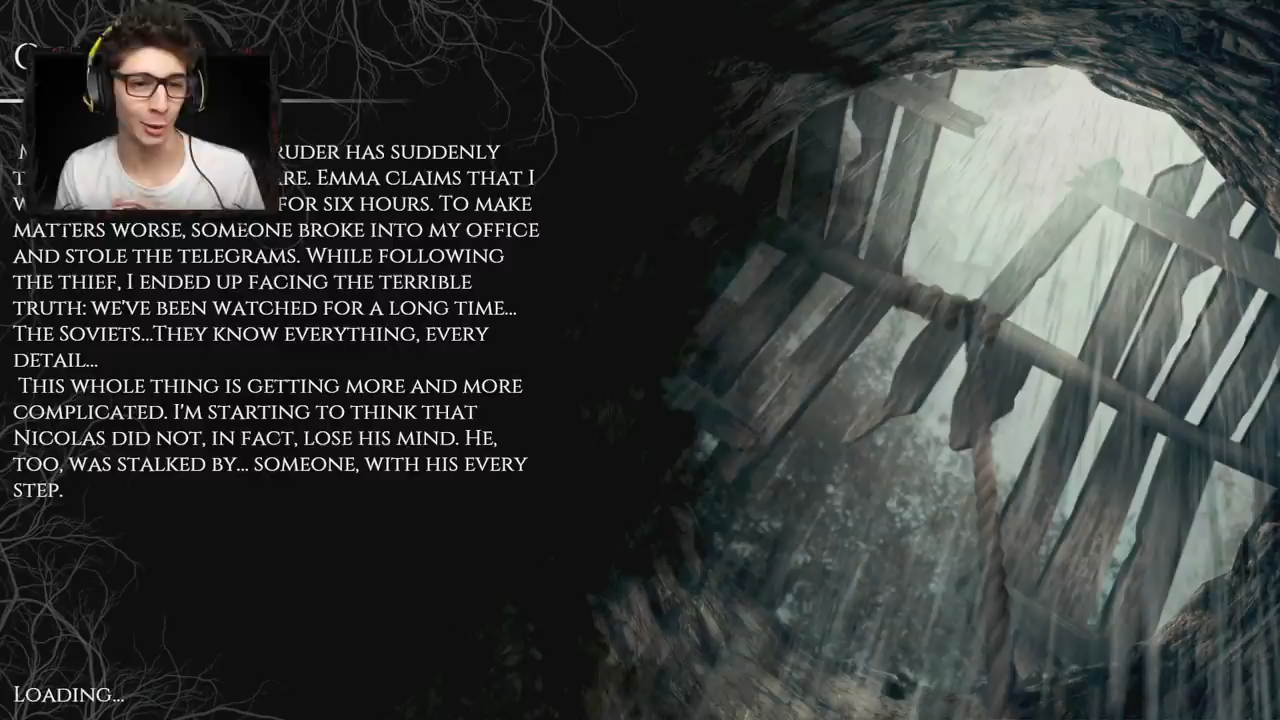 RUDER HAS SUDDENLY
EMMA CLAIMS THAT I
FOR SIX HOURS. TO MAKE
MATTERS WORSE, SOMEONE BROKE INTO MY OFFICE
AND STOLE THE TELEGRAMS. WHILE FOLLOWING
THE THIEF, I ENDED UP FACING THE TERRIBLE
TRUTH: WE'VE BEEN WATCHED FOR A LONG TIME...
THE SOVIETS...THEY KNOW EVERYTHING, EVERY
DETAIL...
THIS WHOLE THING IS GETTING MORE AND MORE
COMPLICATED. I'M STARTING TO THINK THAT
NICOLAS DID NOT, IN FACT, LOSE HIS MIND. HE,
TOO, WAS STALKED BY... SOMEONE, WITH HIS EVERY
STEP.
LOADING...